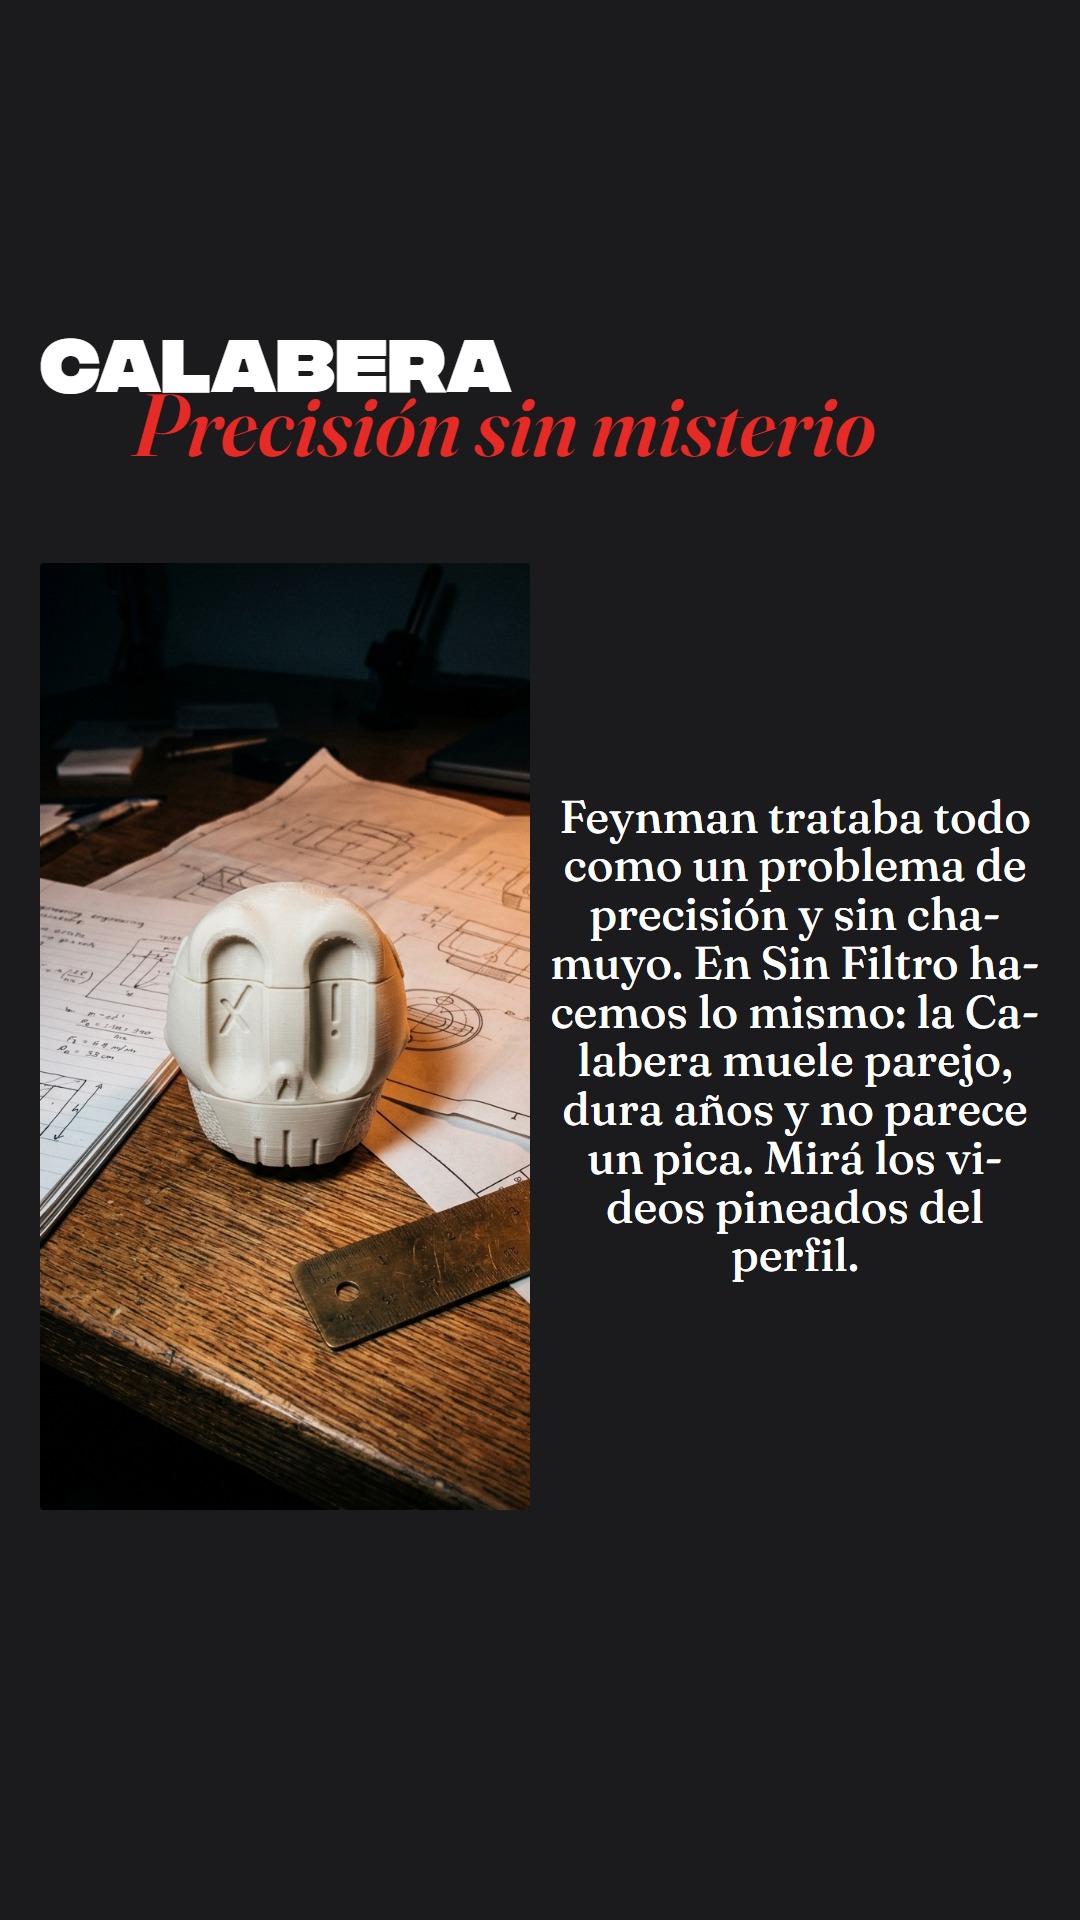 CALABERA
Precisión sin misterio
Feynman trataba todo
como un problema de
precisión y sin cha-
muyo. En Sin Filtro ha-
cemos lo mismo: la Ca-
labera muele parejo,
dura años y no parece
un pica. Mirá los vi-
deos pineados del
perfil.
X !